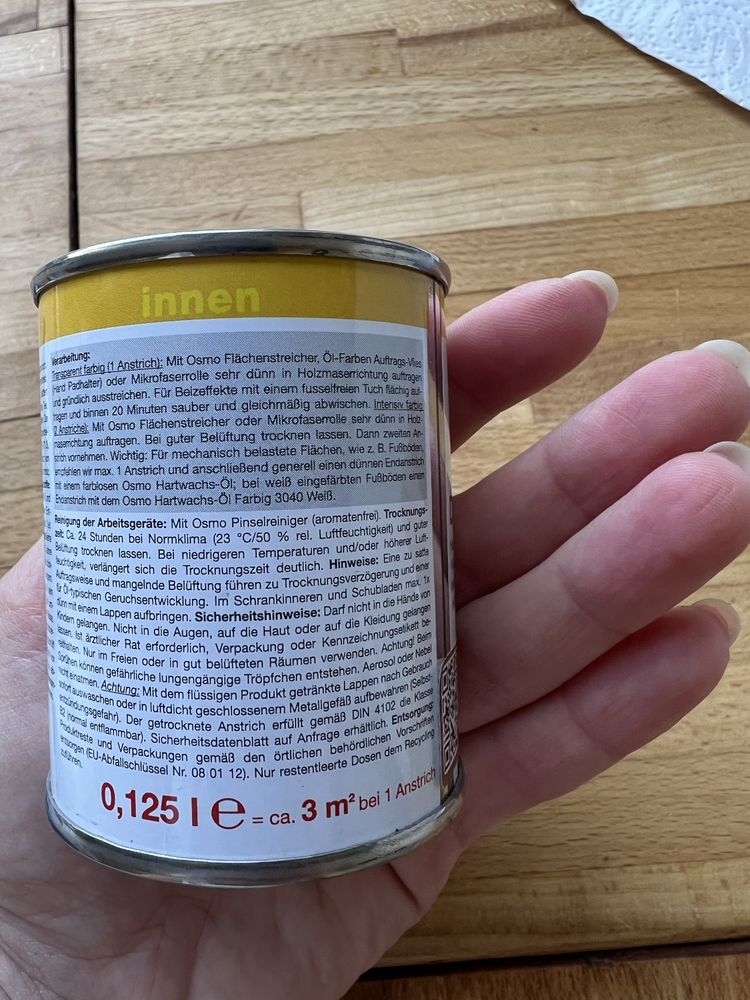 innen
Verarbeitung:
Transparent farbig (1 Anstrich): Mit Osmo Flächenstreicher, Öl-Farben Auftrags-Vlies
(Hand Padhalter) oder Mikrofaserrolle sehr dünn in Holzmaserrichtung auftragen
und gründlich ausstreichen. Für Beizeffekte mit einem fusselfreien Tuch flächig auf-
tragen und binnen 20 Minuten sauber und gleichmäßig abwischen. Intensiv farbig
(2 Anstriche): Mit Osmo Flächenstreicher oder Mikrofaserrolle sehr dünn in Holz-
maserrichtung auftragen. Bei guter Belüftung trocknen lassen. Dann zweiten An-
strich vornehmen. Wichtig: Für mechanisch belastete Flächen, wie z. B. Fußböden,
empfehlen wir max. 1 Anstrich und anschließend generell einen dünnen Endanstrich
mit einem farblosen Osmo Hartwachs-Öl; bei weiß eingefärbten Fußböden einen
Endanstrich mit dem Osmo Hartwachs-Öl Farbig 3040 Weiß.
Reinigung der Arbeitsgeräte: Mit Osmo Pinselreiniger (aromatenfrei). Trocknungs-
zeit: Ca. 24 Stunden bei Normklima (23 °C/50 % rel. Luftfeuchtigkeit) und guter
Belüftung trocknen lassen. Bei niedrigeren Temperaturen und/oder höherer Luft-
feuchtigkeit, verlängert sich die Trocknungszeit deutlich. Hinweise: Eine zu satte
Auftragsweise und mangelnde Belüftung führen zu Trocknungsverzögerung und einer
für Öl-typischen Geruchsentwicklung. Im Schrankinneren und Schubladen max. 1x
dünn mit einem Lappen aufbringen. Sicherheitshinweise: Darf nicht in die Hände von
Kindern gelangen. Nicht in die Augen, auf die Haut oder auf die Kleidung gelangen
lassen. Ist ärztlicher Rat erforderlich, Verpackung oder Kennzeichnungsetikett be-
reithalten. Nur im Freien oder in gut belüfteten Räumen verwenden. Achtung! Beim
Sprühen können gefährliche lungengängige Tröpfchen entstehen. Aerosol oder Nebel
nicht einatmen. Achtung: Mit dem flüssigen Produkt getränkte Lappen nach Gebrauch
sofort auswaschen oder in luftdicht geschlossenem Metallgefäß aufbewahren (Selbst-
entzündungsgefahr). Der getrocknete Anstrich erfüllt gemäß DIN 4102 die Klasse
B2 (normal entflammbar). Sicherheitsdatenblatt auf Anfrage erhältlich. Entsorgung:
Produktreste und Verpackungen gemäß den örtlichen behördlichen Vorschriften
entsorgen (EU-Abfallschlüssel Nr. 08 01 12). Nur restentleerte Dosen dem Recycling
zuführen.
0,125 l e = ca. 3 m² bei 1 Anstrich